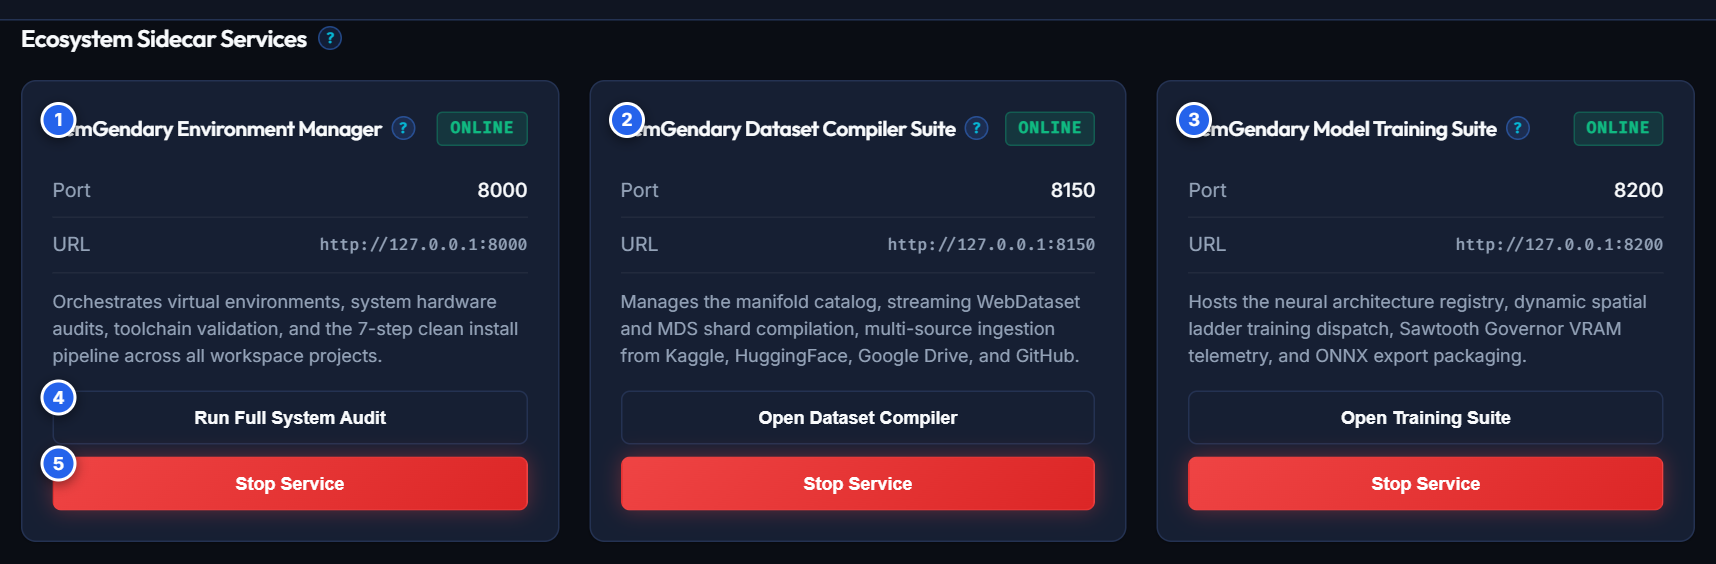 Ecosystem Sidecar Services ?
1 emGendary Environment Manager ? ONLINE
Port 8000
URL http://127.0.0.1:8000
Orchestrates virtual environments, system hardware
audits, toolchain validation, and the 7-step clean install
pipeline across all workspace projects.
4 Run Full System Audit
5 Stop Service
2 emGendary Dataset Compiler Suite ? ONLINE
Port 8150
URL http://127.0.0.1:8150
Manages the manifold catalog, streaming WebDataset
and MDS shard compilation, multi-source ingestion
from Kaggle, HuggingFace, Google Drive, and GitHub.
Open Dataset Compiler
Stop Service
3 emGendary Model Training Suite ? ONLINE
Port 8200
URL http://127.0.0.1:8200
Hosts the neural architecture registry, dynamic spatial
ladder training dispatch, Sawtooth Governor VRAM
telemetry, and ONNX export packaging.
Open Training Suite
Stop Service